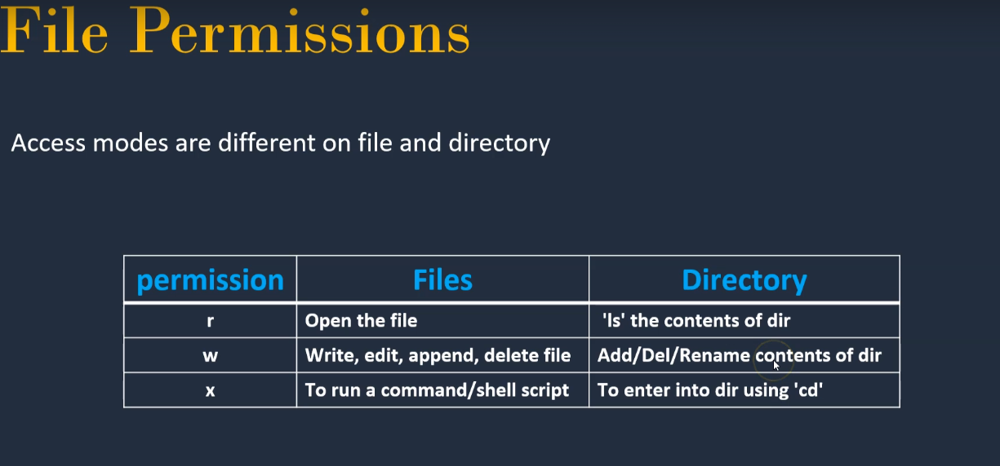 File Permissions
Access modes are different on file and directory
permission Files Directory
r Open the file 'ls' the contents of dir
w Write, edit, append, delete file Add/Del/Rename contents of dir
x To run a command/shell script To enter into dir using 'cd'